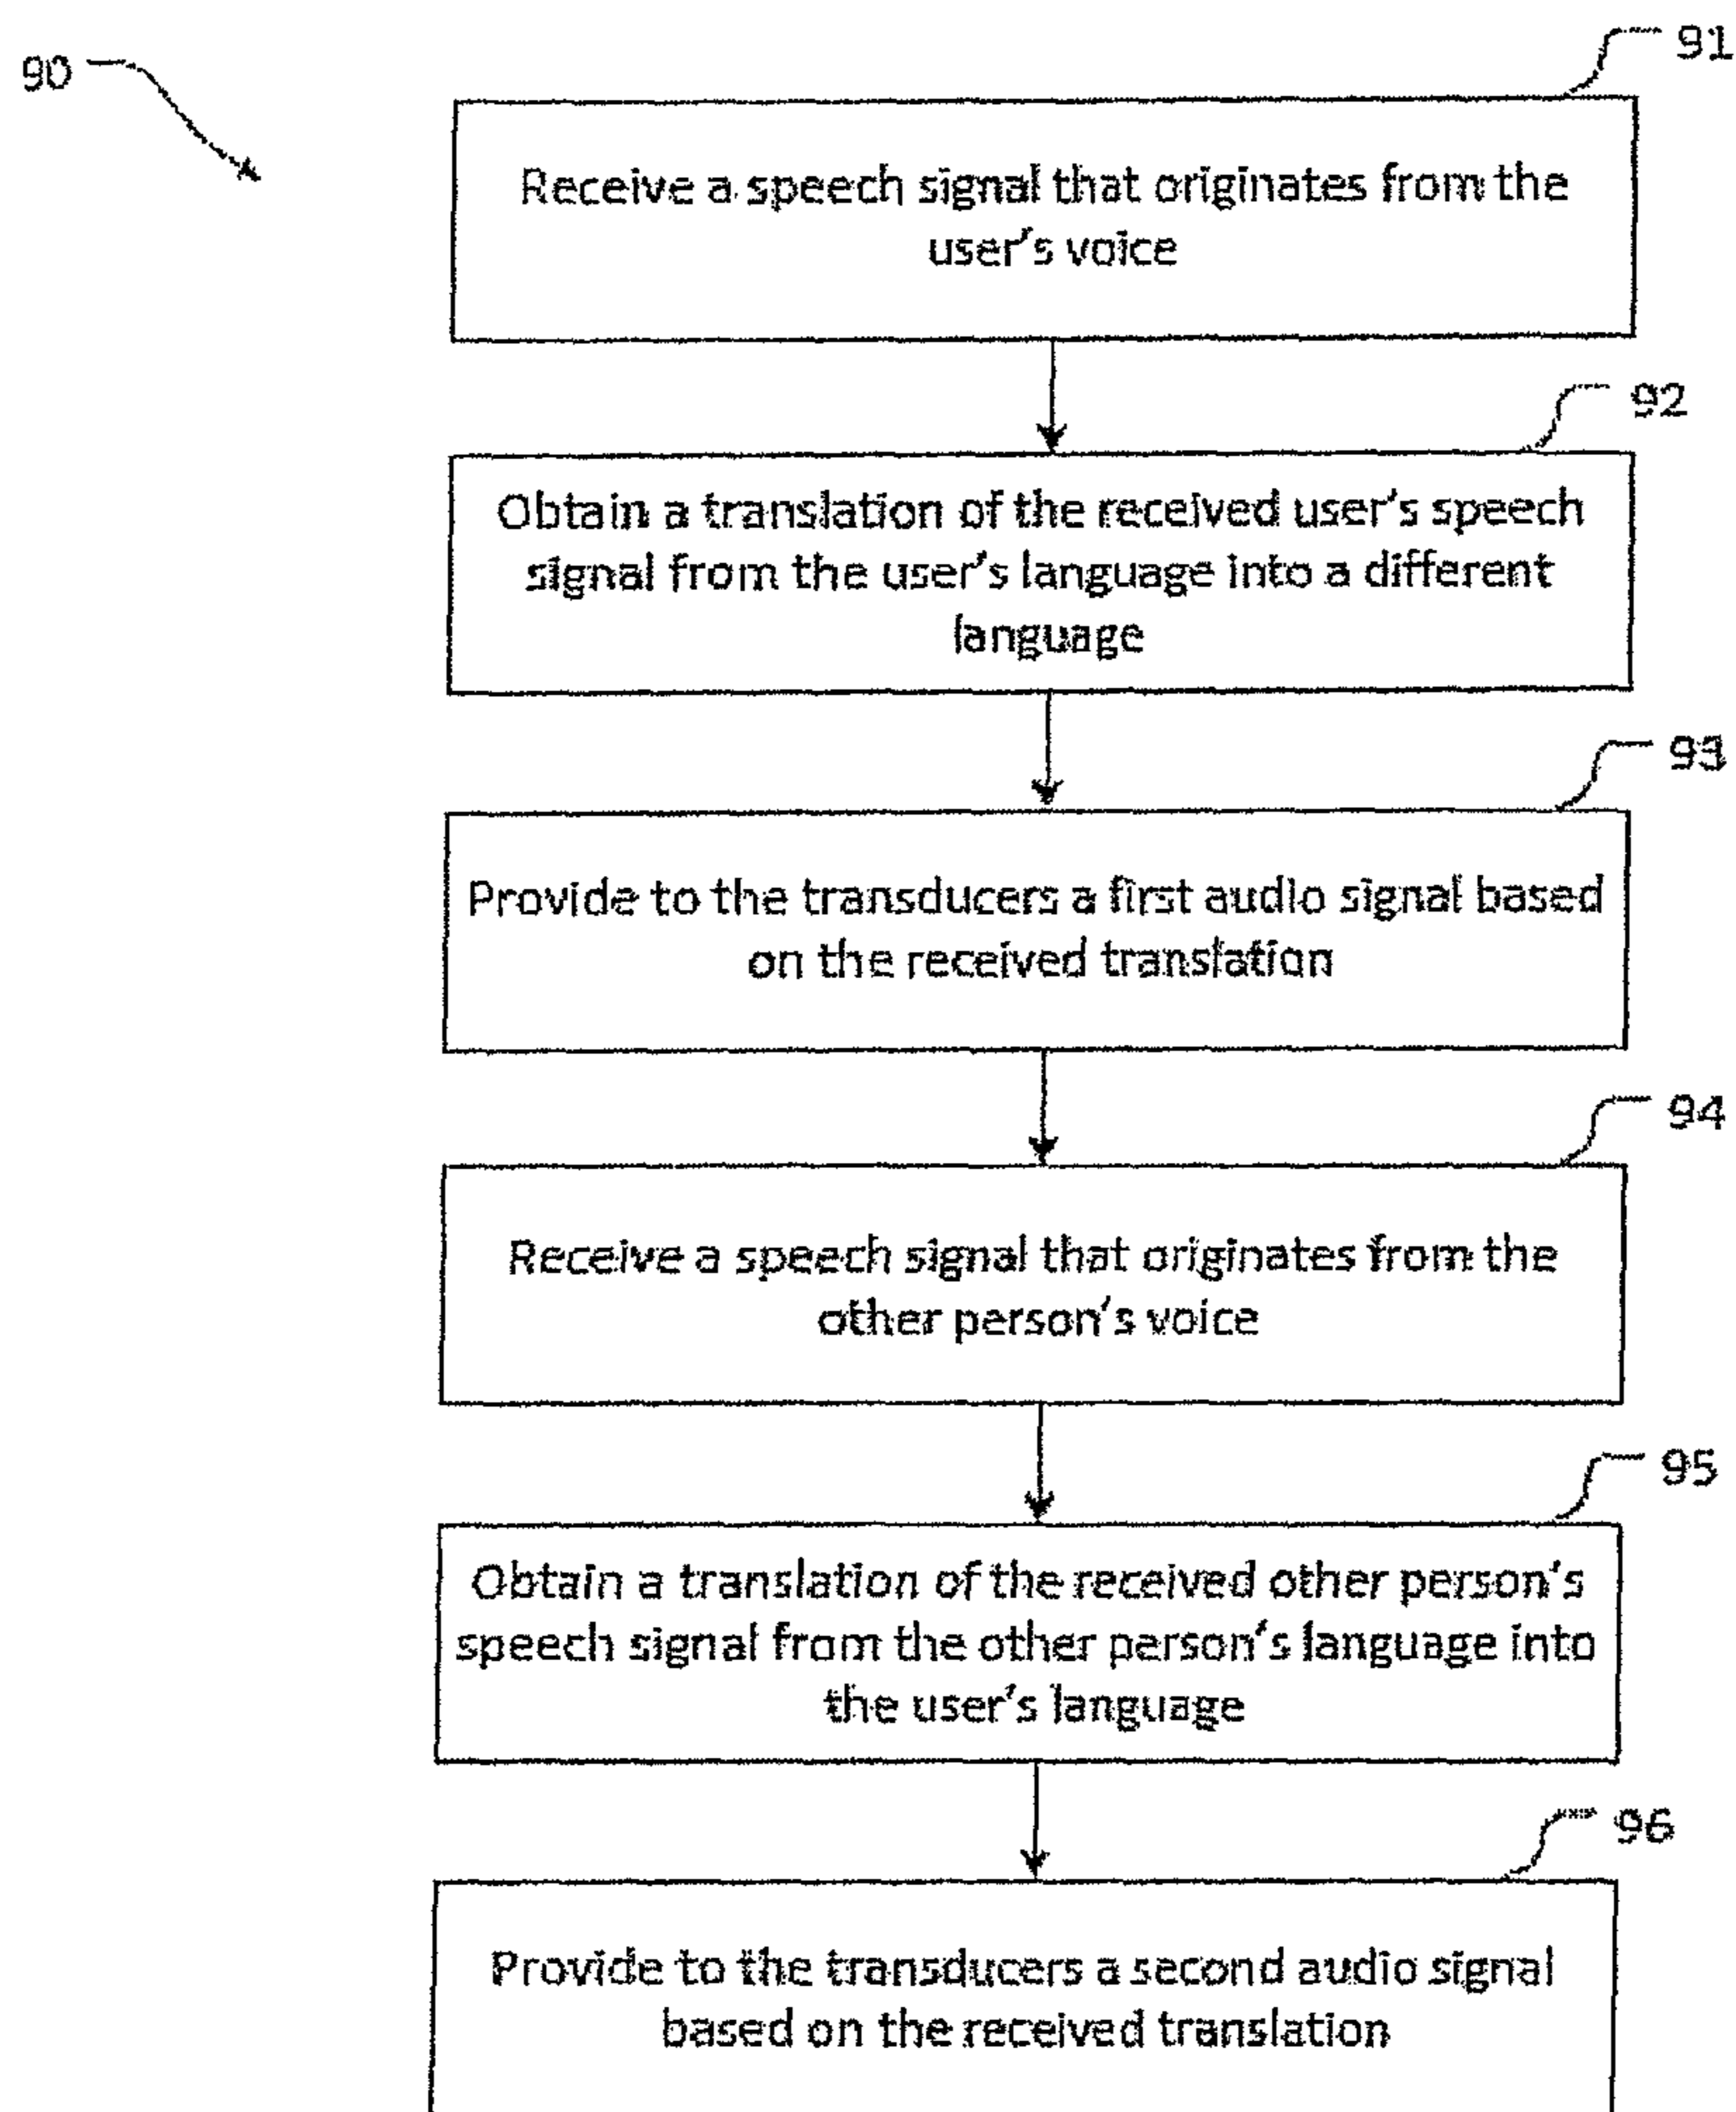 90
91
Receive a speech signal that originates from the
user's voice
92
Obtain a translation of the received user's speech
signal from the user's language into a different
language
93
Provide to the transducers a first audio signal based
on the received translation
94
Receive a speech signal that originates from the
other person's voice
95
Obtain a translation of the received other person's
speech signal from the other person's language into
the user's language
96
Provide to the transducers a second audio signal
based on the received translation